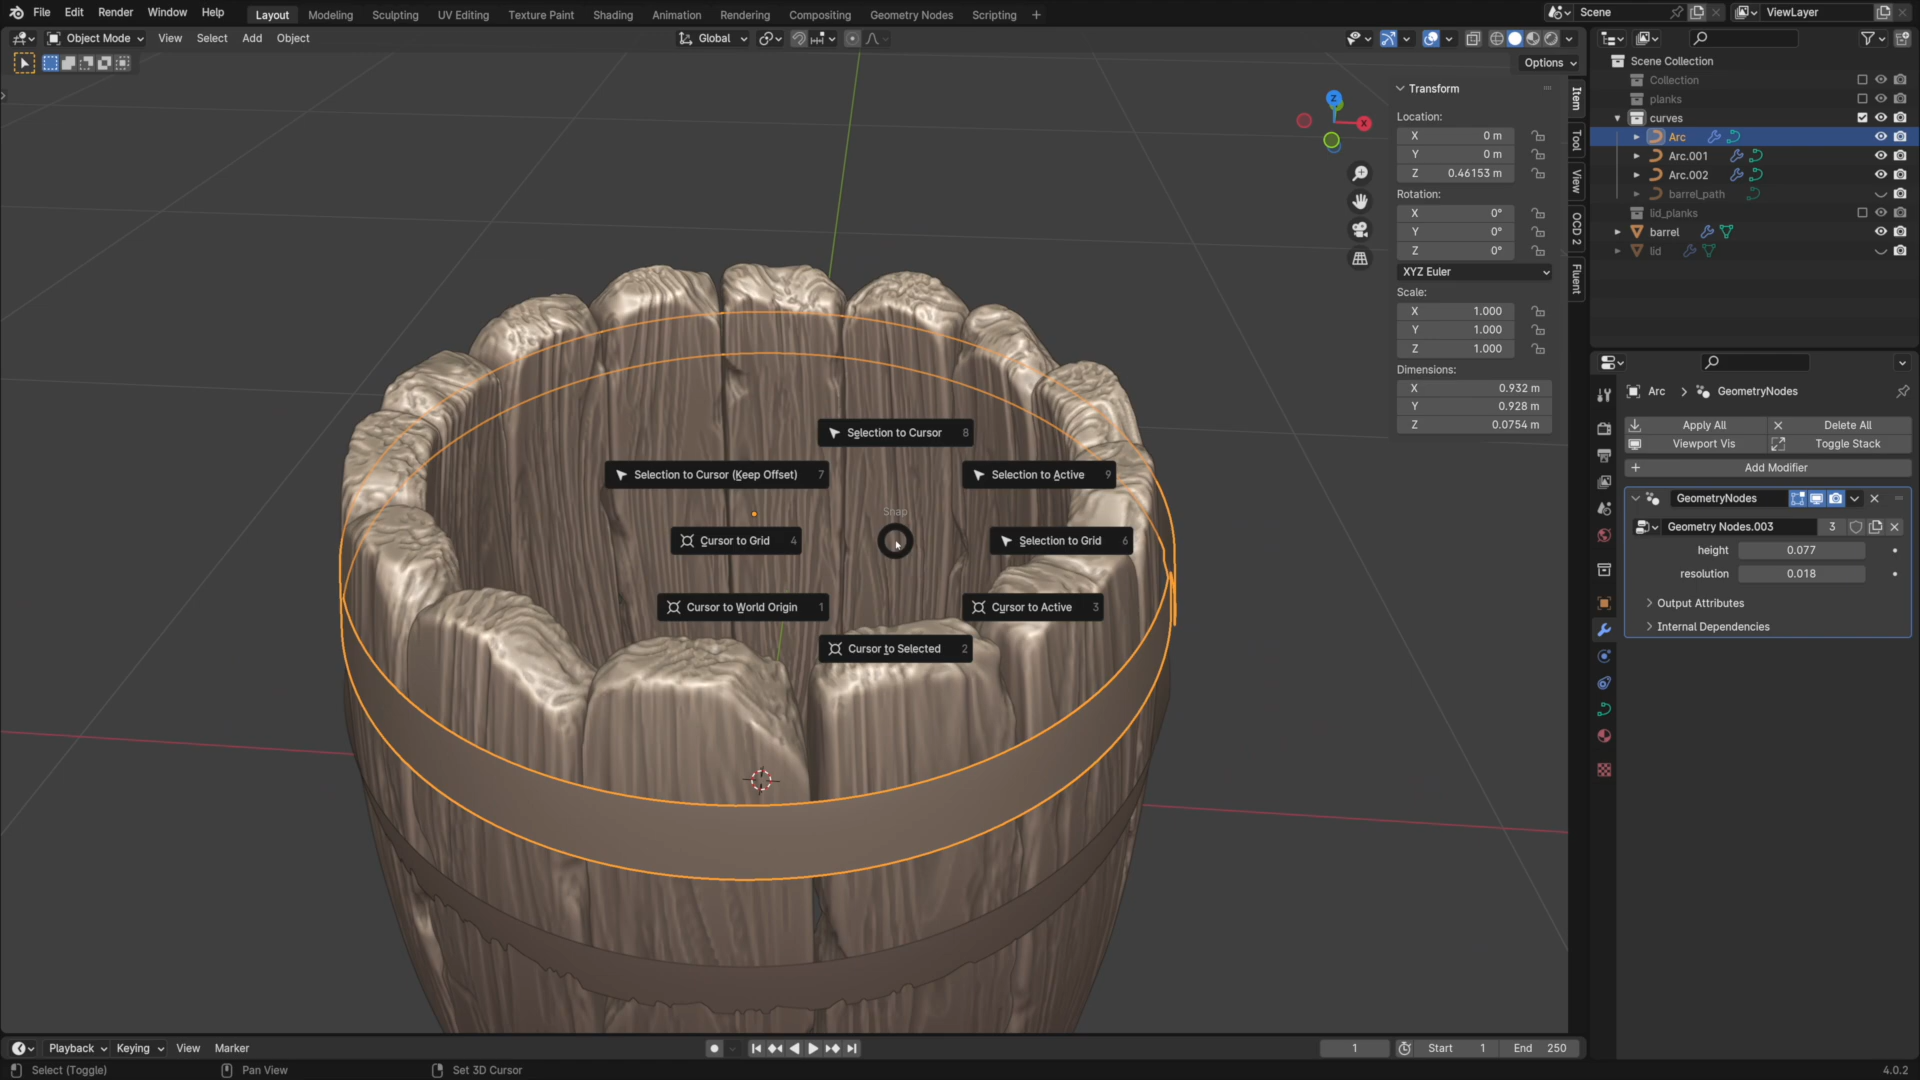 File Edit Render Window Help
Layout Modeling Sculpting UV Editing Texture Paint Shading Animation Rendering Compositing Geometry Nodes Scripting +
Scene
ViewLayer
Object Mode View Select Add Object
Global
Options
Transform
Location:
X 0 m
Y 0 m
Z 0.46153 m
Rotation:
X 0°
Y 0°
Z 0°
XYZ Euler
Scale:
X 1.000
Y 1.000
Z 1.000
Dimensions:
X 0.932 m
Y 0.928 m
Z 0.0754 m
Item
Tool
View
OCD 2
Fluent
Z
X
Snap
Selection to Cursor 8
Selection to Cursor (Keep Offset) 7
Selection to Active 9
Cursor to Grid 4
Selection to Grid 6
Cursor to World Origin 1
Cursor to Active 3
Cursor to Selected 2
Scene Collection
Collection
planks
curves
Arc
Arc.001
Arc.002
barrel_path
lid_planks
barrel
lid
Arc > GeometryNodes
Apply All
Delete All
Viewport Vis
Toggle Stack
Add Modifier
GeometryNodes
Geometry Nodes.003 3
height 0.077
resolution 0.018
Output Attributes
Internal Dependencies
Playback Keying View Marker
1
Start 1
End 250
Select (Toggle)
Pan View
Set 3D Cursor
4.0.2